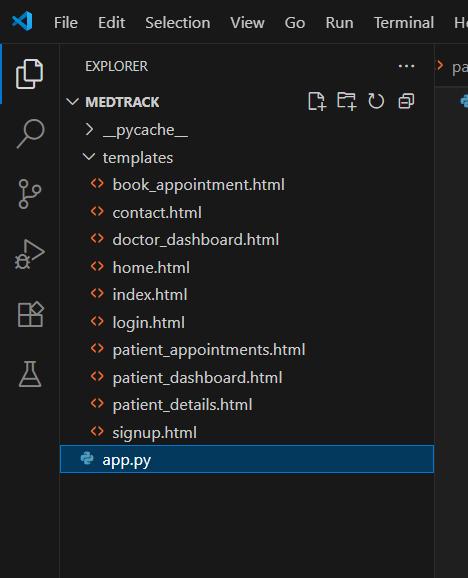 File Edit Selection View Go Run Terminal
EXPLORER
pa
MEDTRACK
__pycache__
templates
book_appointment.html
contact.html
doctor_dashboard.html
home.html
index.html
login.html
patient_appointments.html
patient_dashboard.html
patient_details.html
signup.html
app.py